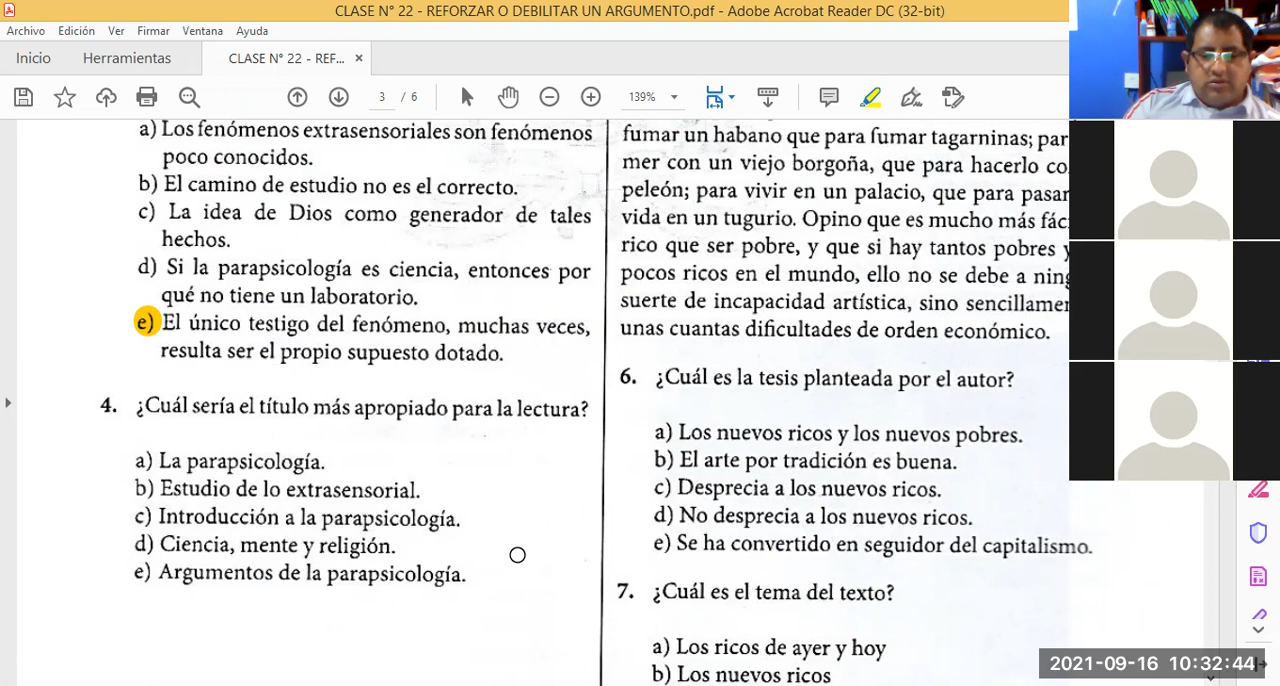 CLASE N° 22 - REFORZAR O DEBILITAR UN ARGUMENTO.pdf - Adobe Acrobat Reader DC (32-bit)
Archivo Edición Ver Firmar Ventana Ayuda
Inicio Herramientas CLASE N° 22 - REF... ×
3 / 6 139%
a) Los fenómenos extrasensoriales son fenómenos
poco conocidos.
b) El camino de estudio no es el correcto.
c) La idea de Dios como generador de tales
hechos.
d) Si la parapsicología es ciencia, entonces por
qué no tiene un laboratorio.
e) El único testigo del fenómeno, muchas veces,
resulta ser el propio supuesto dotado.
4. ¿Cuál sería el título más apropiado para la lectura?
a) La parapsicología.
b) Estudio de lo extrasensorial.
c) Introducción a la parapsicología.
d) Ciencia, mente y religión.
e) Argumentos de la parapsicología.
fumar un habano que para fumar tagarninas; par
mer con un viejo borgoña, que para hacerlo co
peleón; para vivir en un palacio, que para pasar
vida en un tugurio. Opino que es mucho más fác
rico que ser pobre, y que si hay tantos pobres y
pocos ricos en el mundo, ello no se debe a ning
suerte de incapacidad artística, sino sencillamen
unas cuantas dificultades de orden económico.
6. ¿Cuál es la tesis planteada por el autor?
a) Los nuevos ricos y los nuevos pobres.
b) El arte por tradición es buena.
c) Desprecia a los nuevos ricos.
d) No desprecia a los nuevos ricos.
e) Se ha convertido en seguidor del capitalismo.
7. ¿Cuál es el tema del texto?
a) Los ricos de ayer y hoy
b) Los nuevos ricos
2021-09-16 10:32:44